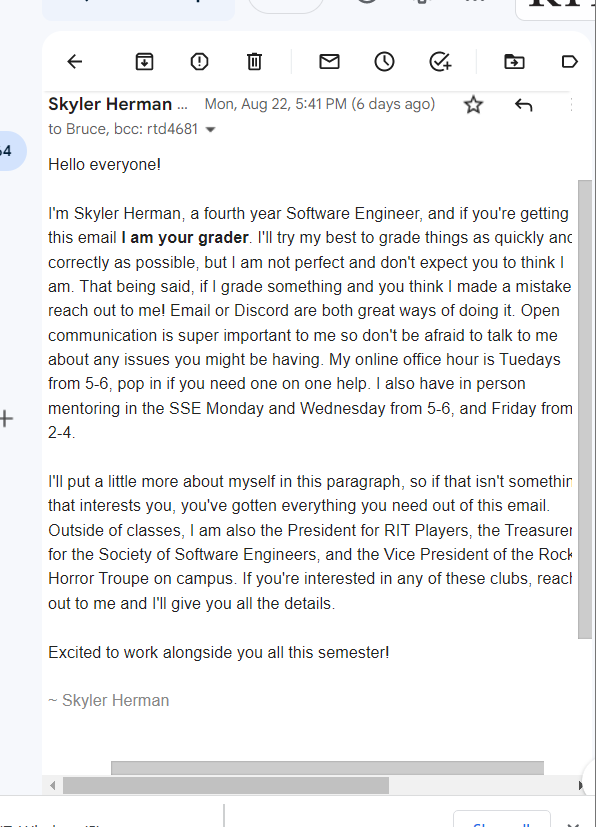 Skyler Herman ... Mon, Aug 22, 5:41 PM (6 days ago)
to Bruce, bcc: rtd4681
64
Hello everyone!
I'm Skyler Herman, a fourth year Software Engineer, and if you're getting
this email I am your grader. I'll try my best to grade things as quickly and
correctly as possible, but I am not perfect and don't expect you to think I
am. That being said, if I grade something and you think I made a mistake
reach out to me! Email or Discord are both great ways of doing it. Open
communication is super important to me so don't be afraid to talk to me
about any issues you might be having. My online office hour is Tuedays
from 5-6, pop in if you need one on one help. I also have in person
mentoring in the SSE Monday and Wednesday from 5-6, and Friday from
2-4.
I'll put a little more about myself in this paragraph, so if that isn't somethin
that interests you, you've gotten everything you need out of this email.
Outside of classes, I am also the President for RIT Players, the Treasurer
for the Society of Software Engineers, and the Vice President of the Rock
Horror Troupe on campus. If you're interested in any of these clubs, reach
out to me and I'll give you all the details.
Excited to work alongside you all this semester!
~ Skyler Herman